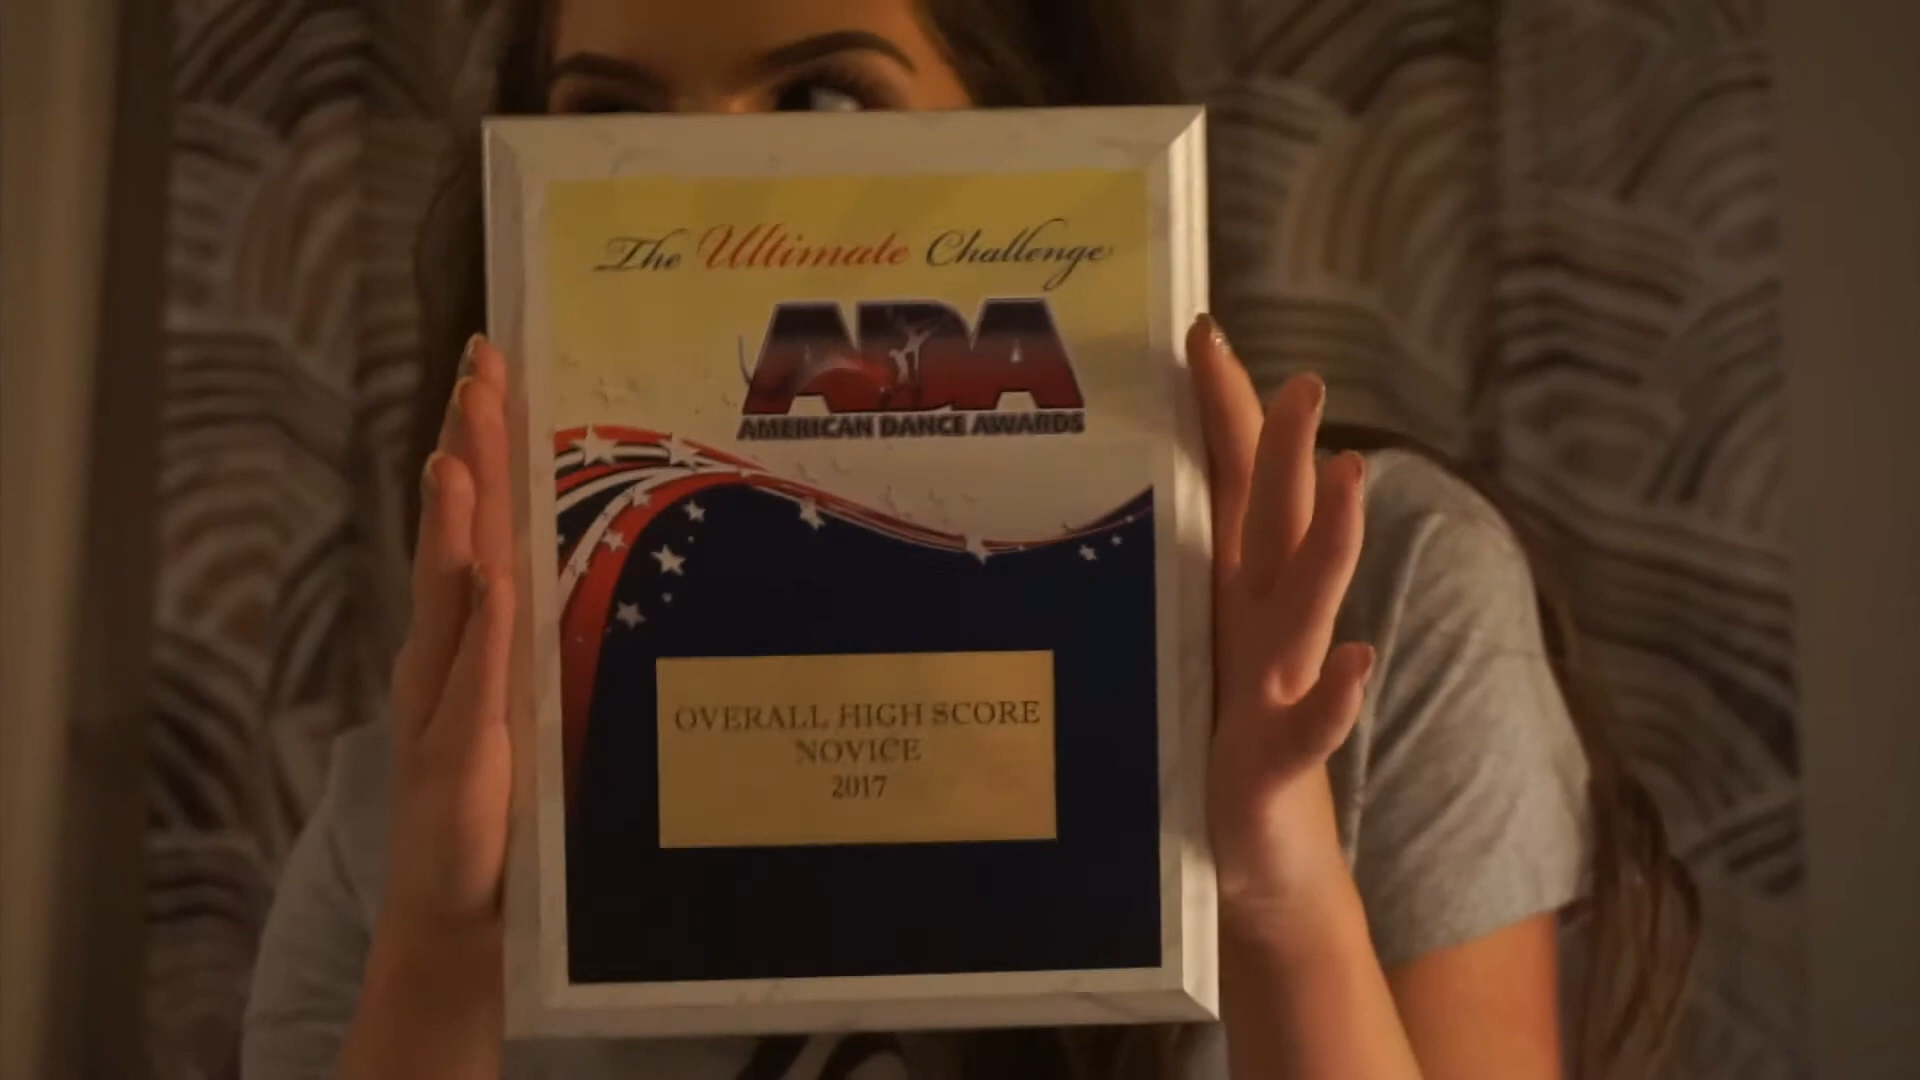 The Ultimate Challenge
ADA
AMERICAN DANCE AWARDS
OVERALL HIGH SCORE
NOVICE
2017